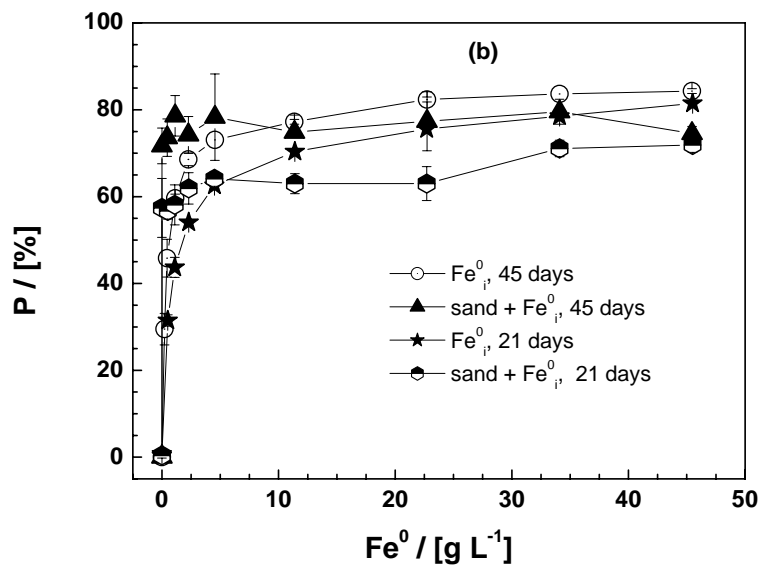 100
(b)
80
60
40
20
0
P / [%]
Fe⁰ᵢ, 45 days
sand + Fe⁰ᵢ, 45 days
Fe⁰ᵢ, 21 days
sand + Fe⁰ᵢ, 21 days
0 10 20 30 40 50
Fe⁰ / [g L⁻¹]